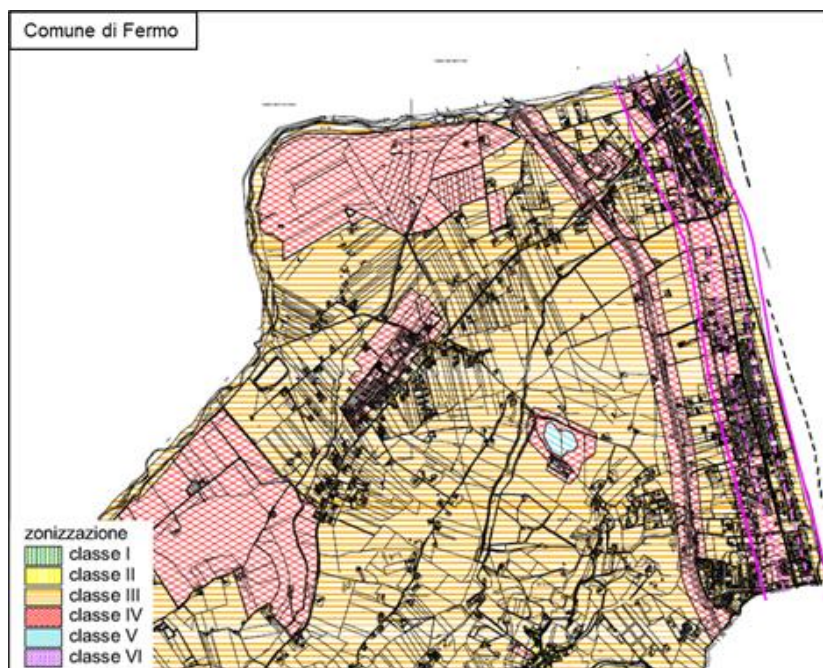 Comune di Fermo
zonizzazione
classe I
classe II
classe III
classe IV
classe V
classe VI